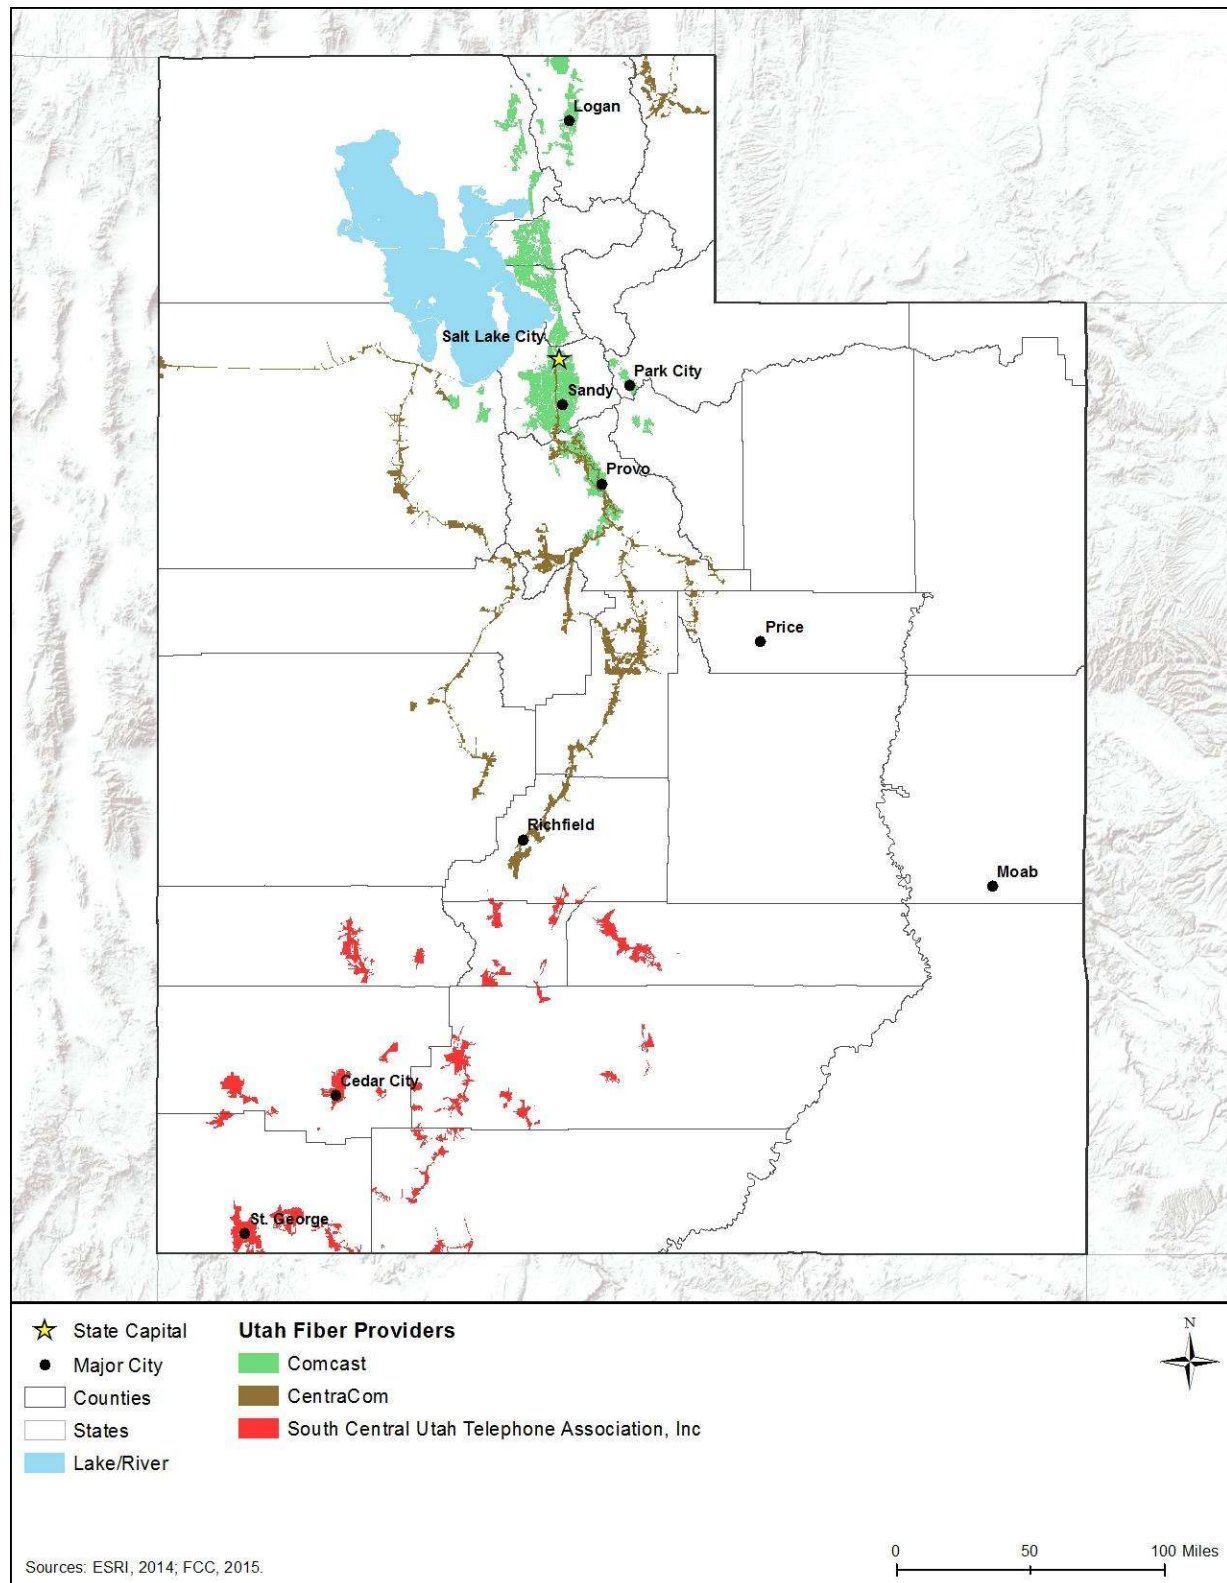 Logan
Salt Lake City
Park City
Sandy
Provo
Price
Richfield
Moab
Cedar City
St. George
State Capital
Major City
Counties
States
Lake/River
Utah Fiber Providers
Comcast
CentraCom
South Central Utah Telephone Association, Inc
N
Sources: ESRI, 2014; FCC, 2015.
0 50 100 Miles